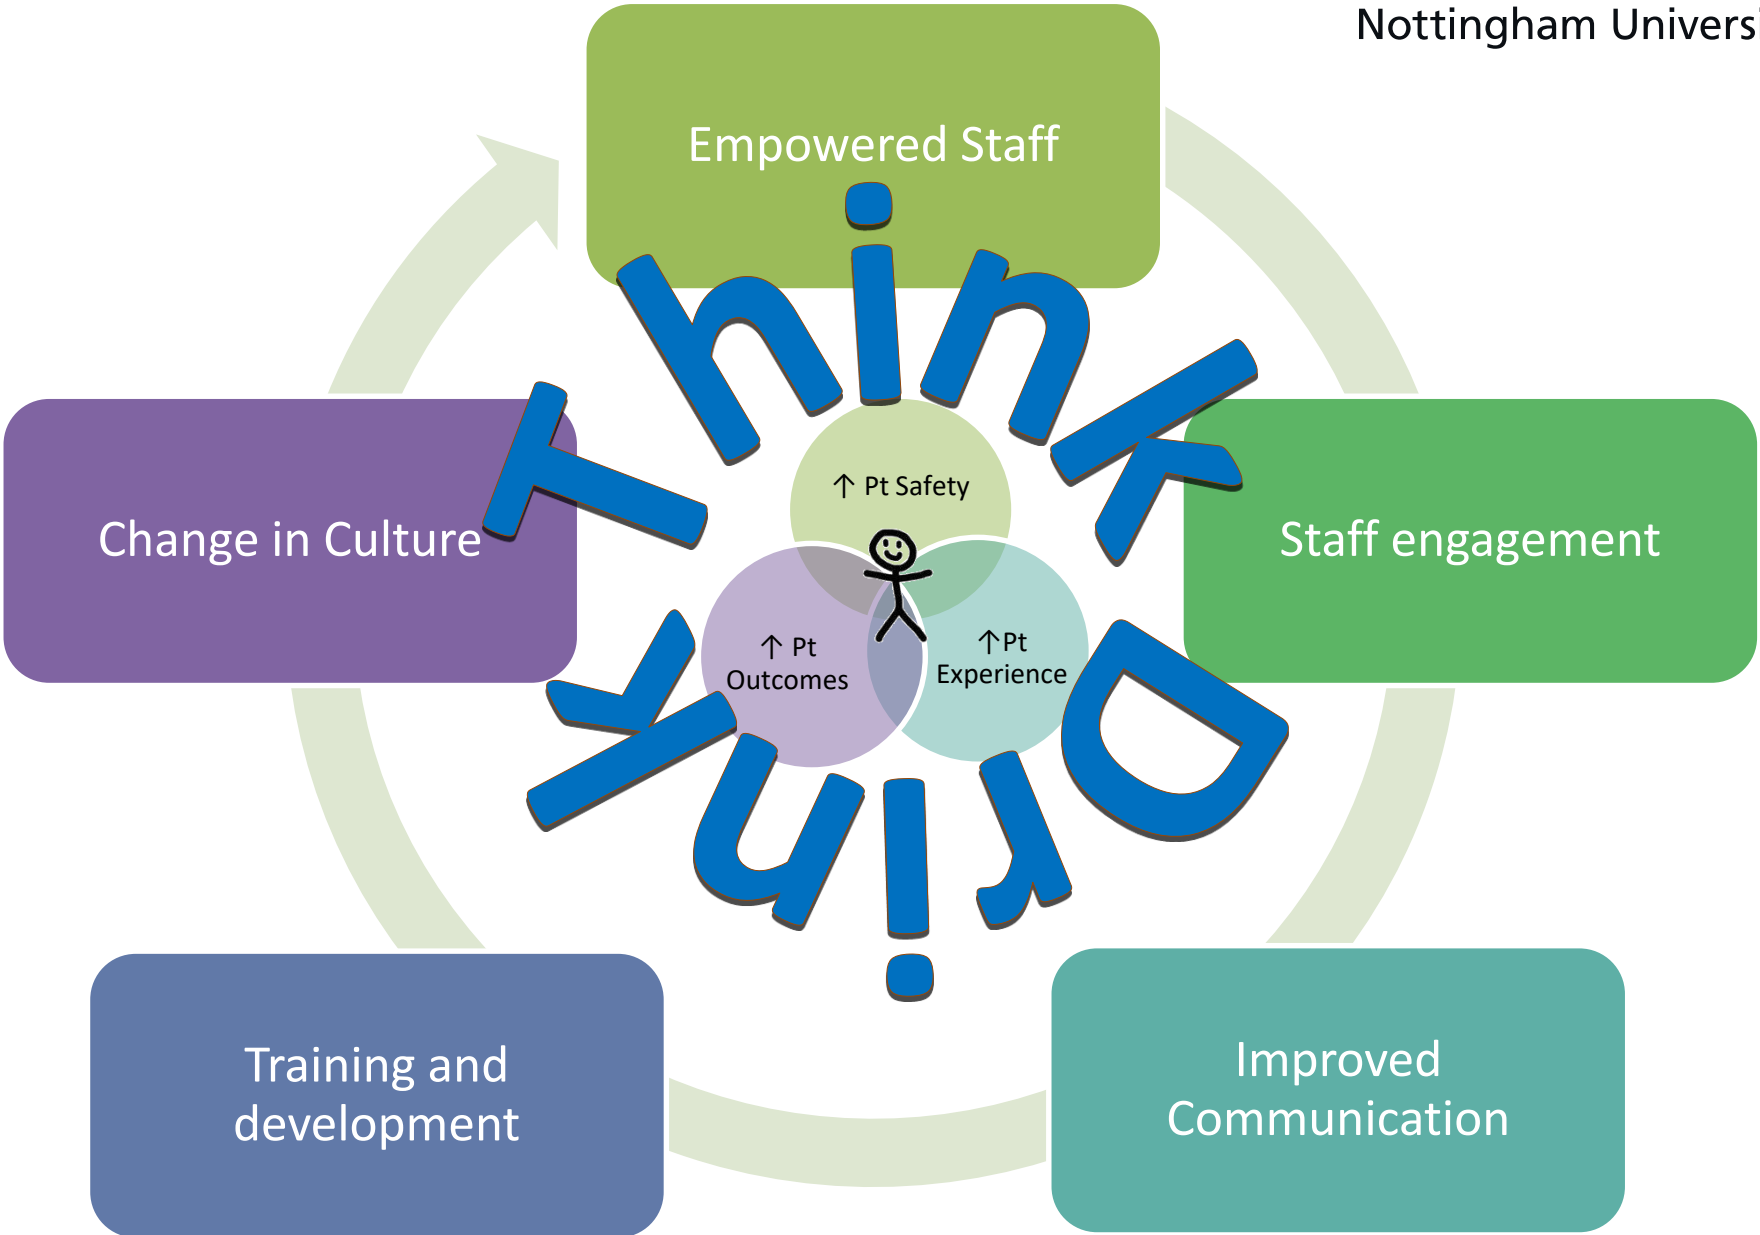 Nottingham Universi
Empowered Staff
Think
↑ Pt Safety
Change in Culture
Staff engagement
↑ Pt
Outcomes
↑Pt
Experience
Drink
Training and
development
Improved
Communication